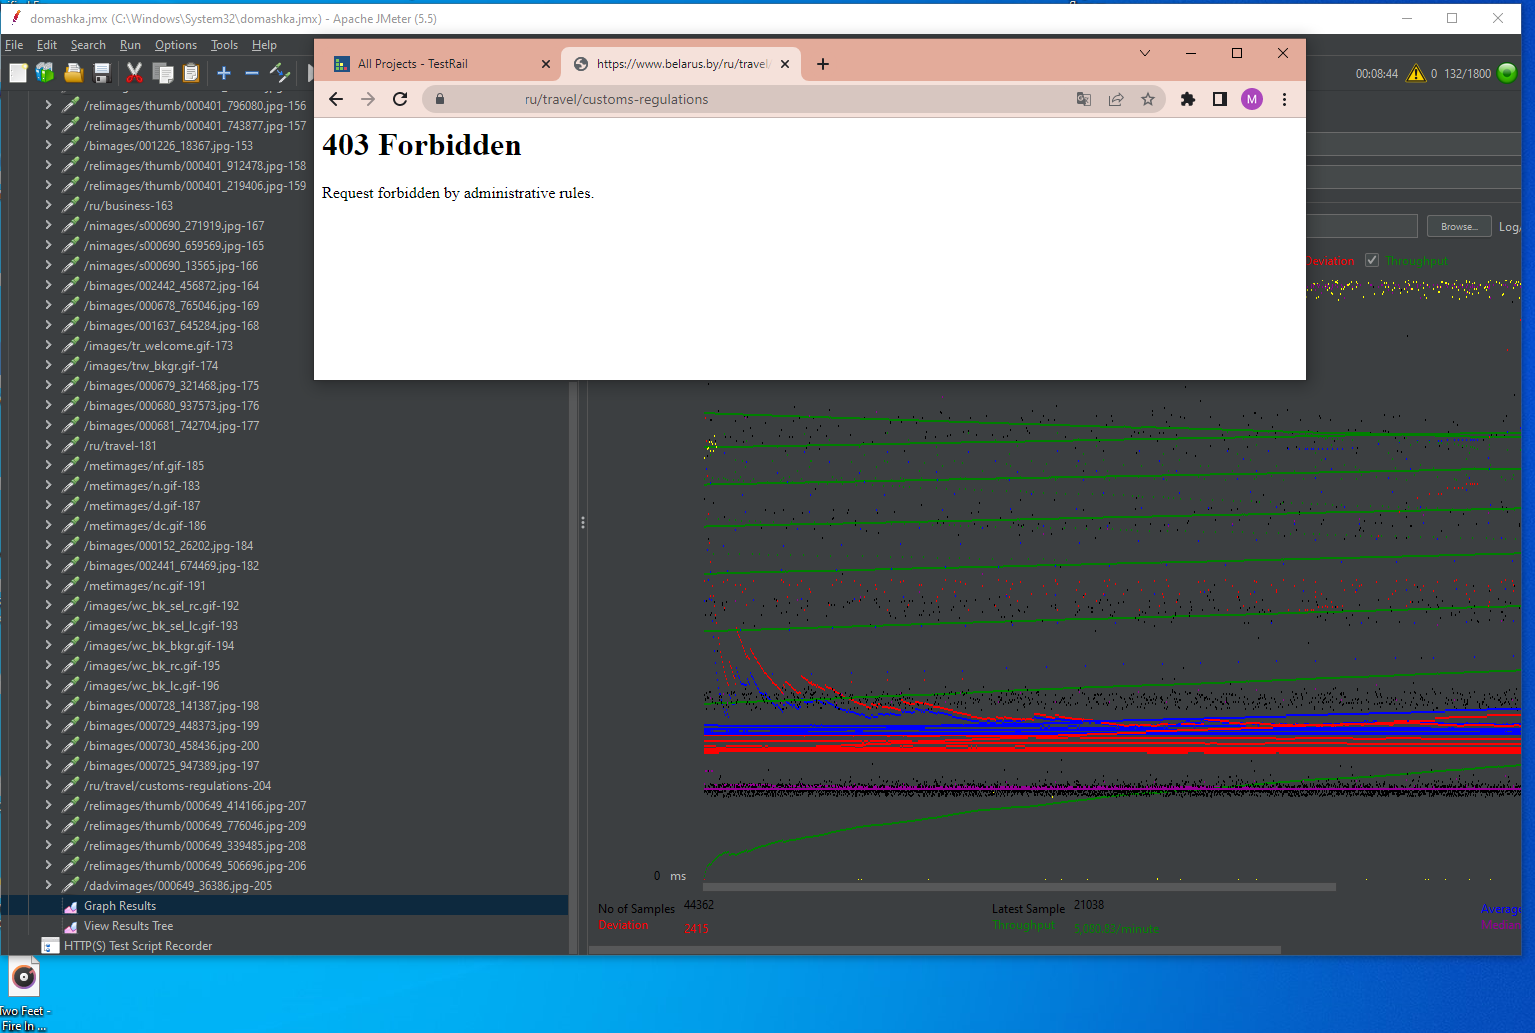 domashka.jmx (C:\Windows\System32\domashka.jmx) - Apache JMeter (5.5)
File Edit Search Run Options Tools Help
00:08:44 0 132/1800
All Projects - TestRail
https://www.belarus.by/ru/travel/
ru/travel/customs-regulations
M
403 Forbidden
Request forbidden by administrative rules.
/relimages/thumb/000401_796080.jpg-156
/relimages/thumb/000401_743877.jpg-157
/bimages/001226_18367.jpg-153
/relimages/thumb/000401_912478.jpg-158
/relimages/thumb/000401_219406.jpg-159
/ru/business-163
/nimages/s000690_271919.jpg-167
/nimages/s000690_659569.jpg-165
/nimages/s000690_13565.jpg-166
/bimages/002442_456872.jpg-164
/bimages/000678_765046.jpg-169
/bimages/001637_645284.jpg-168
/images/tr_welcome.gif-173
/images/trw_bkgr.gif-174
/bimages/000679_321468.jpg-175
/bimages/000680_937573.jpg-176
/bimages/000681_742704.jpg-177
/ru/travel-181
/metimages/nf.gif-185
/metimages/n.gif-183
/metimages/d.gif-187
/metimages/dc.gif-186
/bimages/000152_26202.jpg-184
/bimages/002441_674469.jpg-182
/metimages/nc.gif-191
/images/wc_bk_sel_rc.gif-192
/images/wc_bk_sel_lc.gif-193
/images/wc_bk_bkgr.gif-194
/images/wc_bk_rc.gif-195
/images/wc_bk_lc.gif-196
/bimages/000728_141387.jpg-198
/bimages/000729_448373.jpg-199
/bimages/000730_458436.jpg-200
/bimages/000725_947389.jpg-197
/ru/travel/customs-regulations-204
/relimages/thumb/000649_414166.jpg-207
/relimages/thumb/000649_776046.jpg-209
/relimages/thumb/000649_339485.jpg-208
/relimages/thumb/000649_506696.jpg-206
/dadvimages/000649_36386.jpg-205
Graph Results
View Results Tree
HTTP(S) Test Script Recorder
Browse... Log/
Deviation Throughput
0 ms
No of Samples 44362
Latest Sample 21038
Average
Deviation 2415
Throughput 5,080.83/minute
Median
Two Feet -
Fire In ...